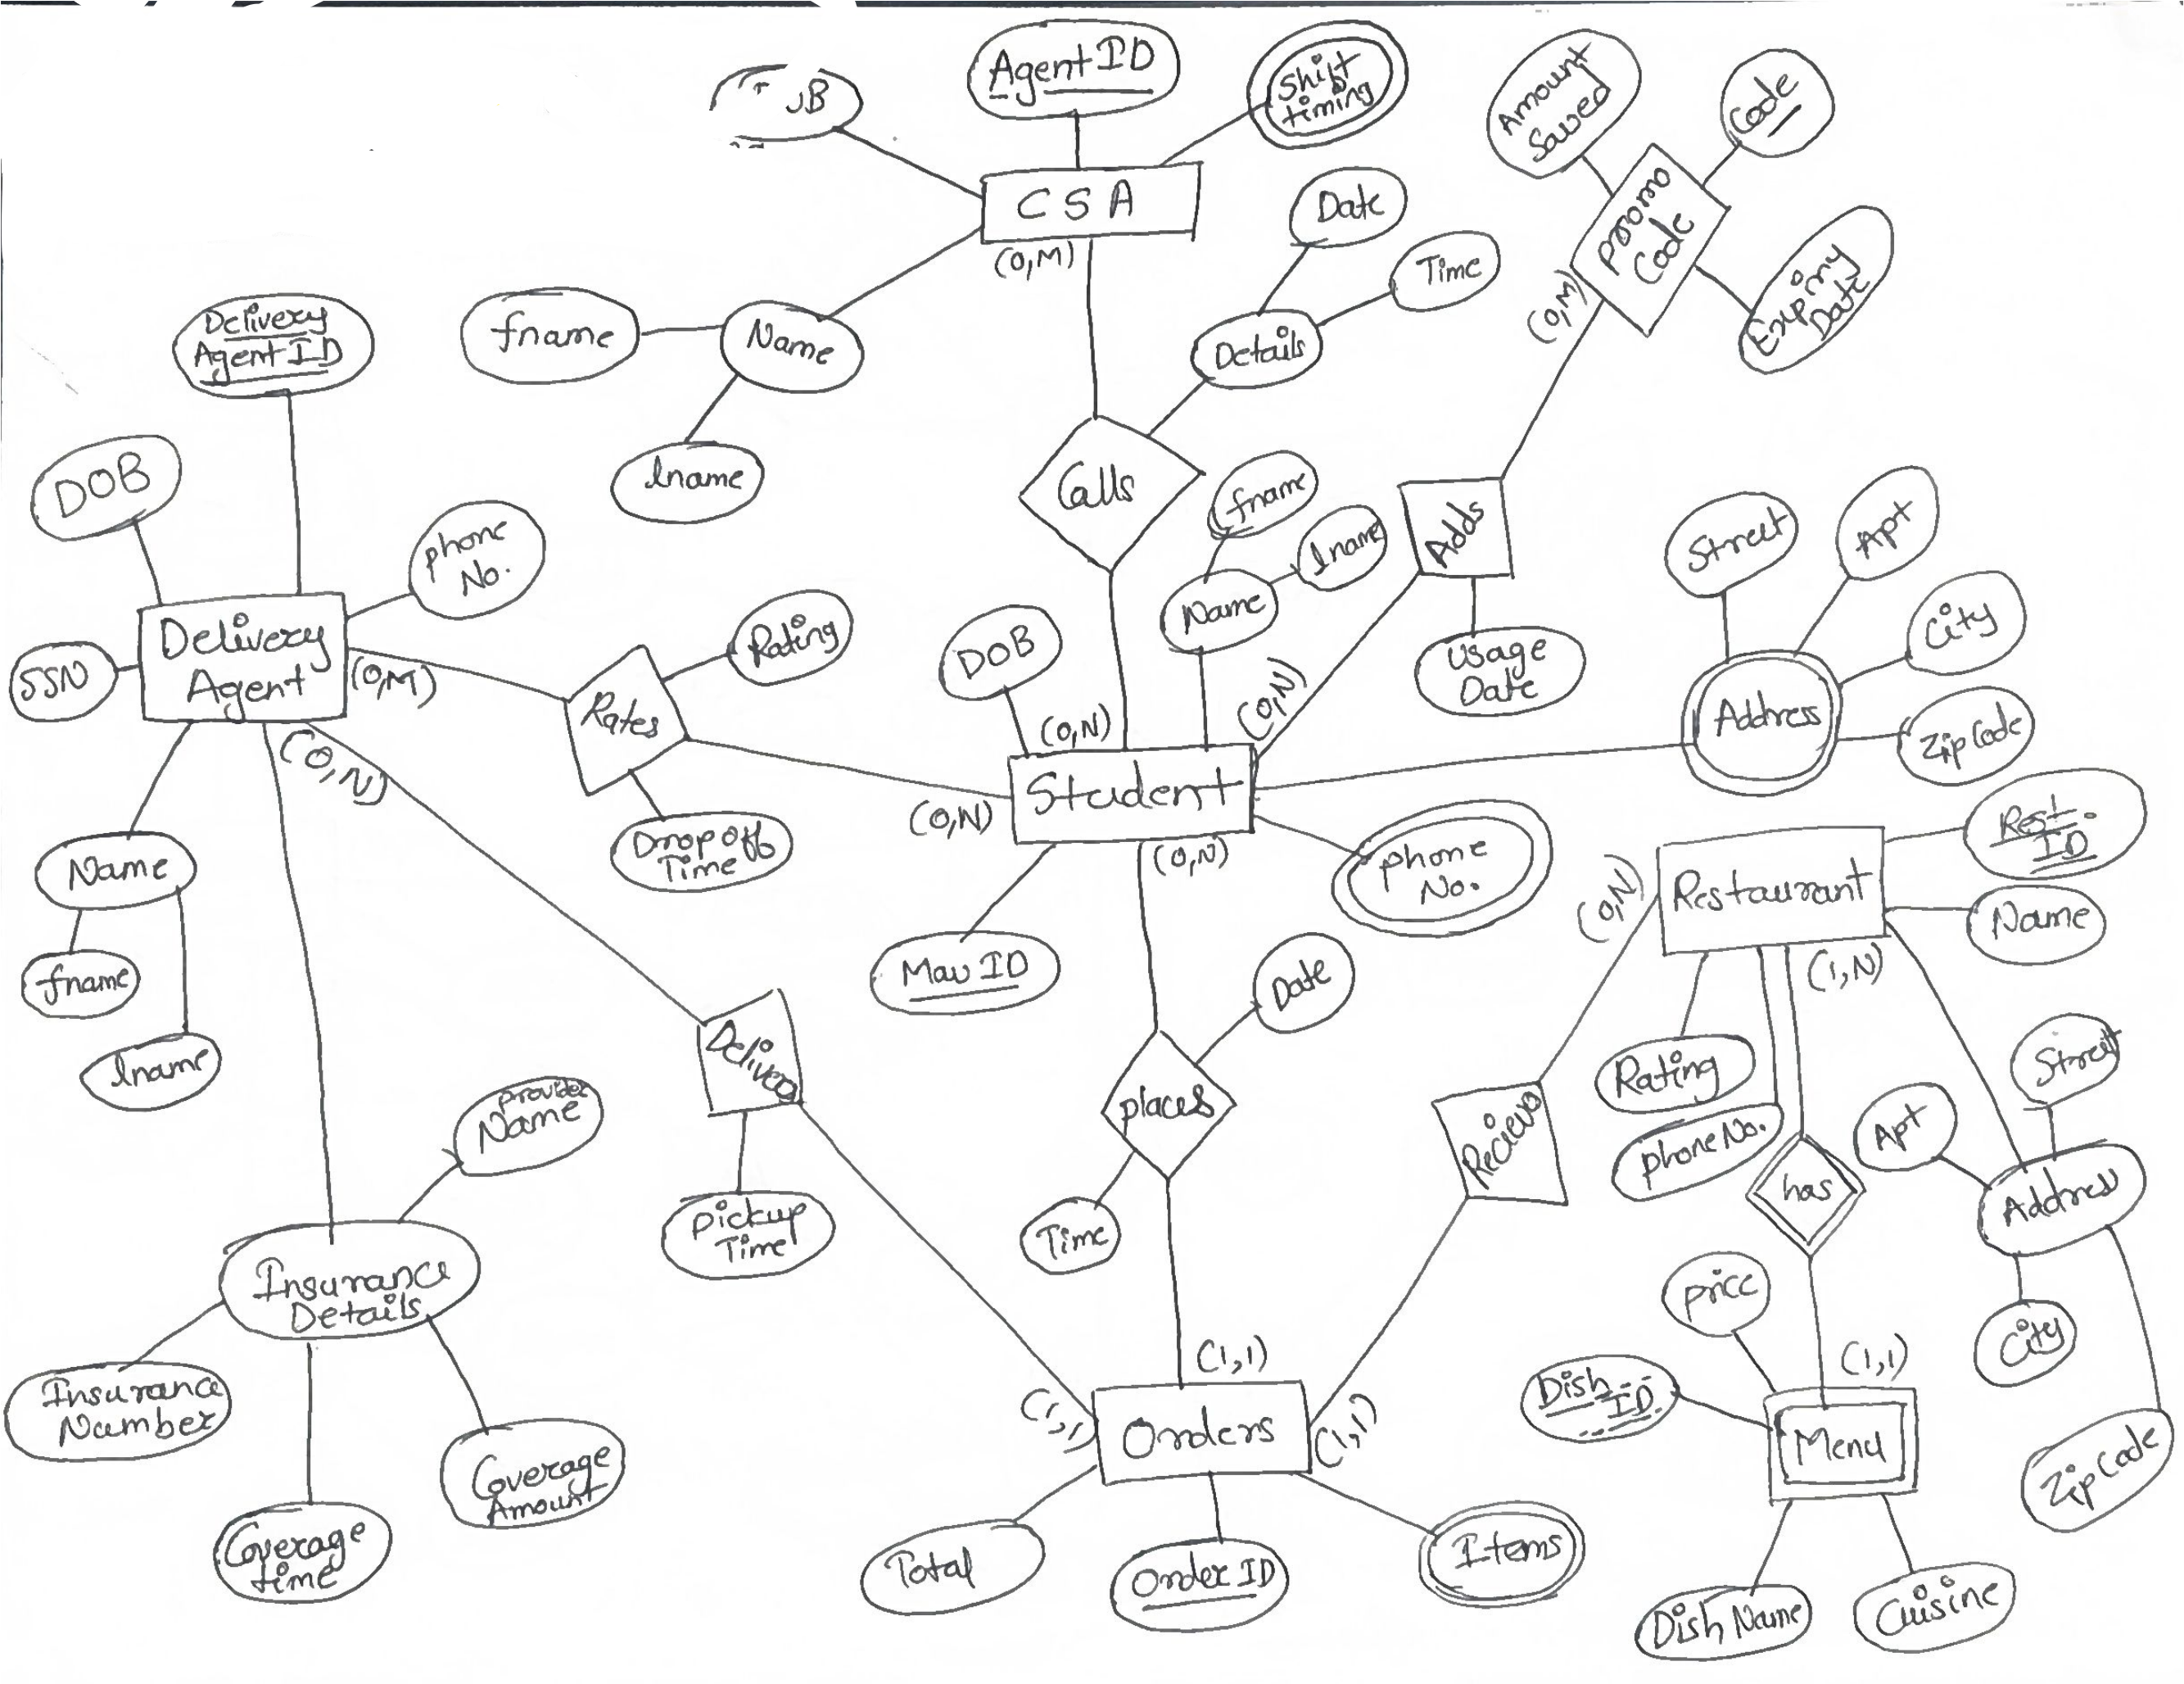 Agent ID
Shift
timing
Amount
Saved
Code
CSA
(0,M)
Date
Time
Details
Promo
Code
(0,M)
Expiry
Date
Delivery
Agent ID
fname
Name
lname
Calls
DOB
phone
No.
fname
lname
Name
Adds
Usage
Date
Street
Apt
City
Zip Code
Address
SSN
Delivery
Agent
(0,M)
(0,N)
Rates
Rating
Drop off
Time
DOB
(0,N)
(0,N)
(0,N)
Student
(0,N)
Mav ID
phone
No.
Name
fname
lname
Restaurant
(0,N)
(1,N)
Rest.
ID
Name
Rating
phone No.
has
Address
Street
Apt
City
Zip Code
Date
places
Time
Pickup
Time
Provider
Name
Insurance
Details
Insurance
Number
Coverage
time
Coverage
Amount
(1,1)
(1,1)
(1,1)
Orders
Total
Order ID
Items
price
(1,1)
Dish-
ID
Menu
Dish Name
Cuisine